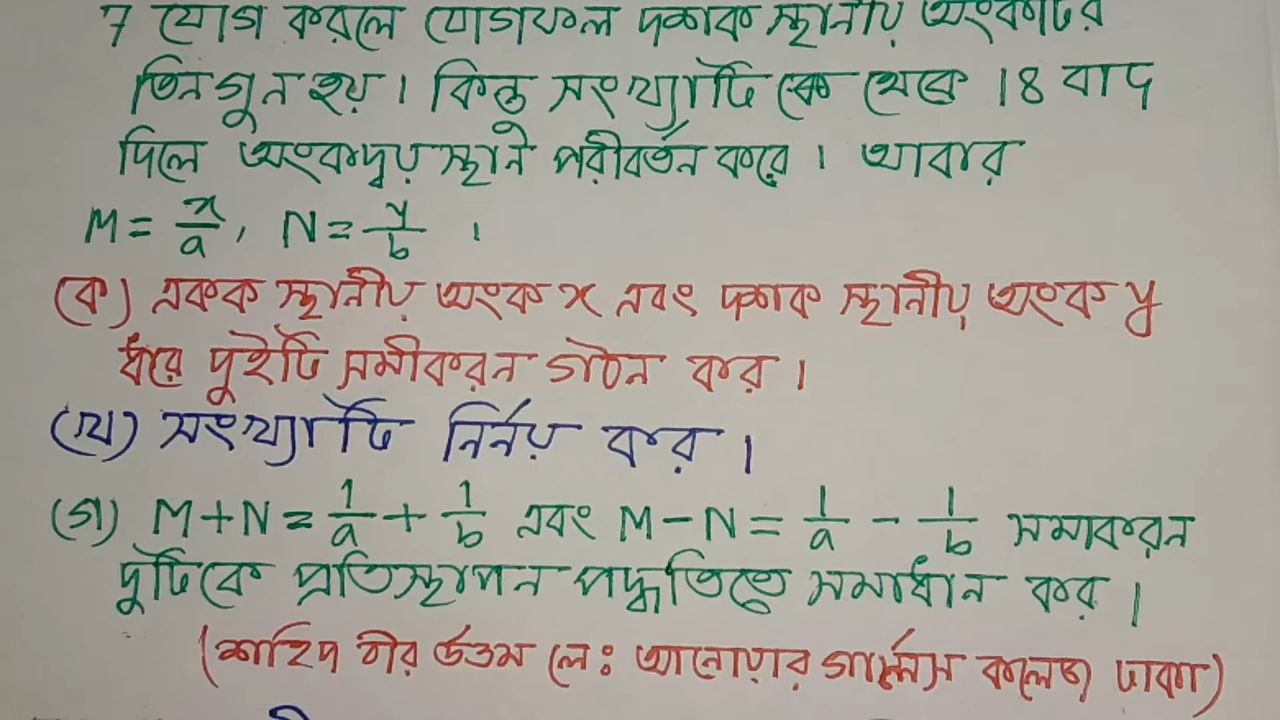 7 যোগ করলে যোগফল দশক স্থানীয় অংকটির
তিনগুন হয়। কিন্তু সংখ্যাটি থেকে 18 বাদ
দিলে অংকদ্বয় স্থান পরীবর্তন করে। আবার
M = x/a, N = y/b ।
(ক) একক স্থানীয় অংক x এবং দশক স্থানীয় অংক y
ধরে দুইটি সমীকরন গঠন কর।
(খ) সংখ্যাটি নির্নয় কর।
(গ) M+N = 1/a + 1/b এবং M-N = 1/a - 1/b সমাকরন
দুটিকে প্রতিস্থাপন পদ্ধতিতে সমাধান কর।
(শহিদ বীর উত্তম লে: আনোয়ার গার্লস কলেজ ঢাকা)